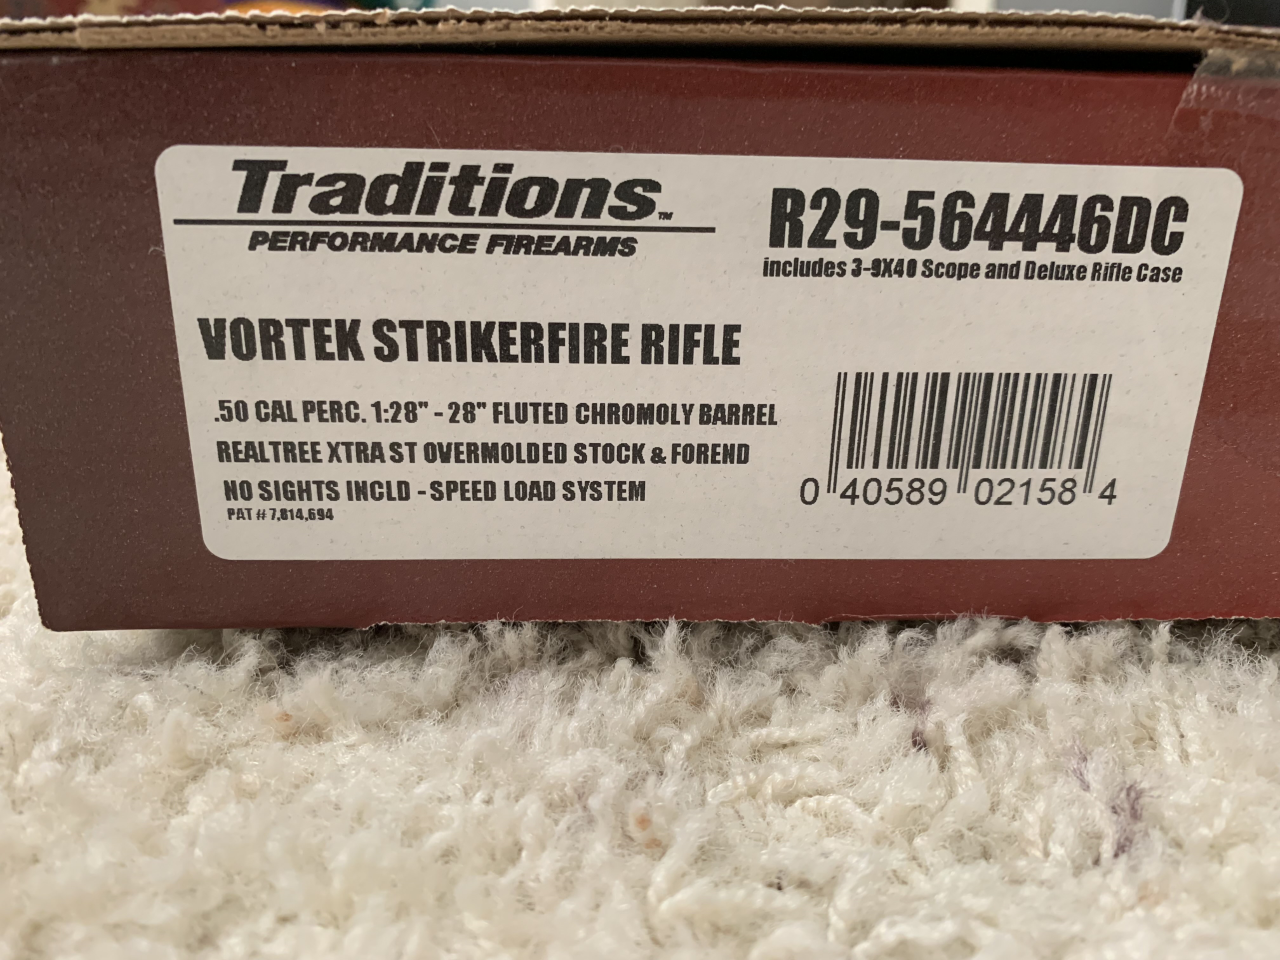 Traditions™
PERFORMANCE FIREARMS
R29-564446DC
includes 3-9X40 Scope and Deluxe Rifle Case
VORTEK STRIKERFIRE RIFLE
.50 CAL PERC. 1:28" - 28" FLUTED CHROMOLY BARREL
REALTREE XTRA ST OVERMOLDED STOCK & FOREND
NO SIGHTS INCLD - SPEED LOAD SYSTEM
PAT # 7,814,694
0 40589 02158 4